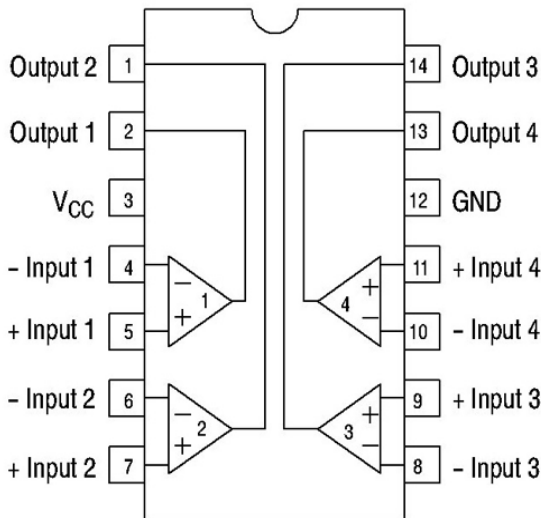 Output 2 1 14 Output 3
Output 1 2 13 Output 4
VCC 3 12 GND
– Input 1 4 11 + Input 4
– 1 + 4
+ Input 1 5 + – 10 – Input 4
– Input 2 6 9 + Input 3
– 2 + 3
+ Input 2 7 + – 8 – Input 3